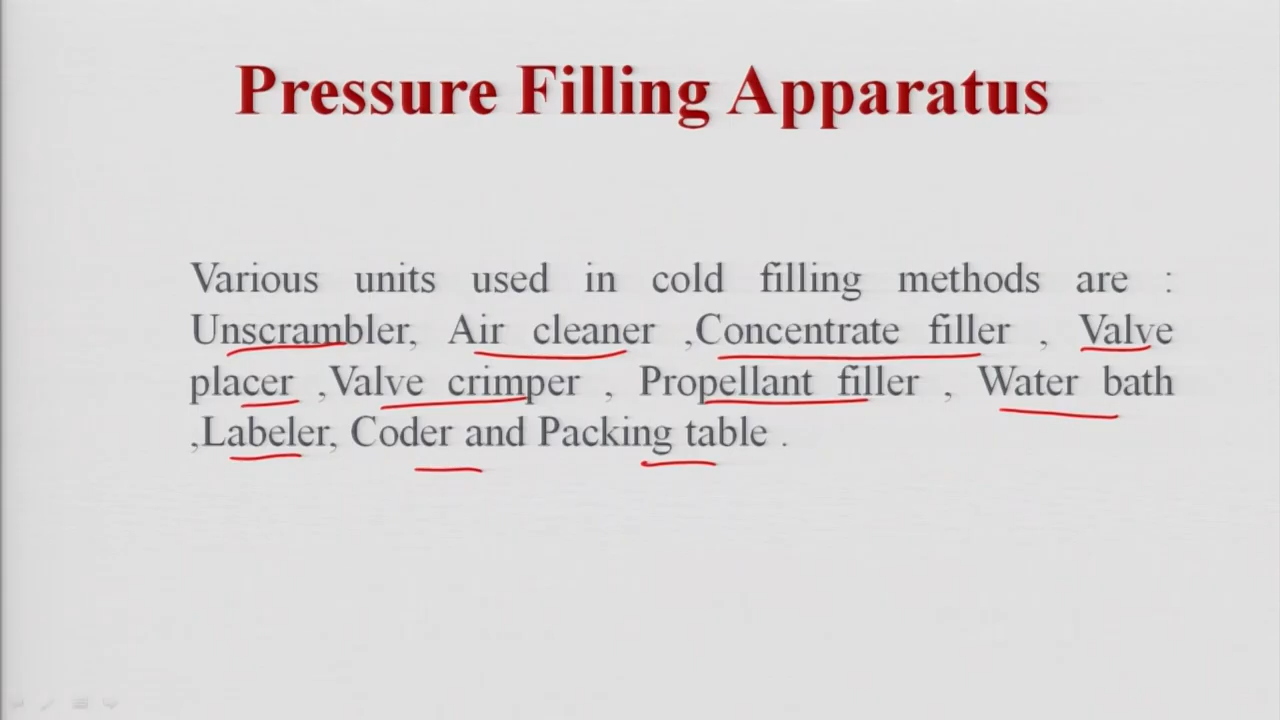 Pressure Filling Apparatus
Various units used in cold filling methods are :
Unscrambler, Air cleaner ,Concentrate filler , Valve
placer ,Valve crimper , Propellant filler , Water bath
,Labeler, Coder and Packing table .